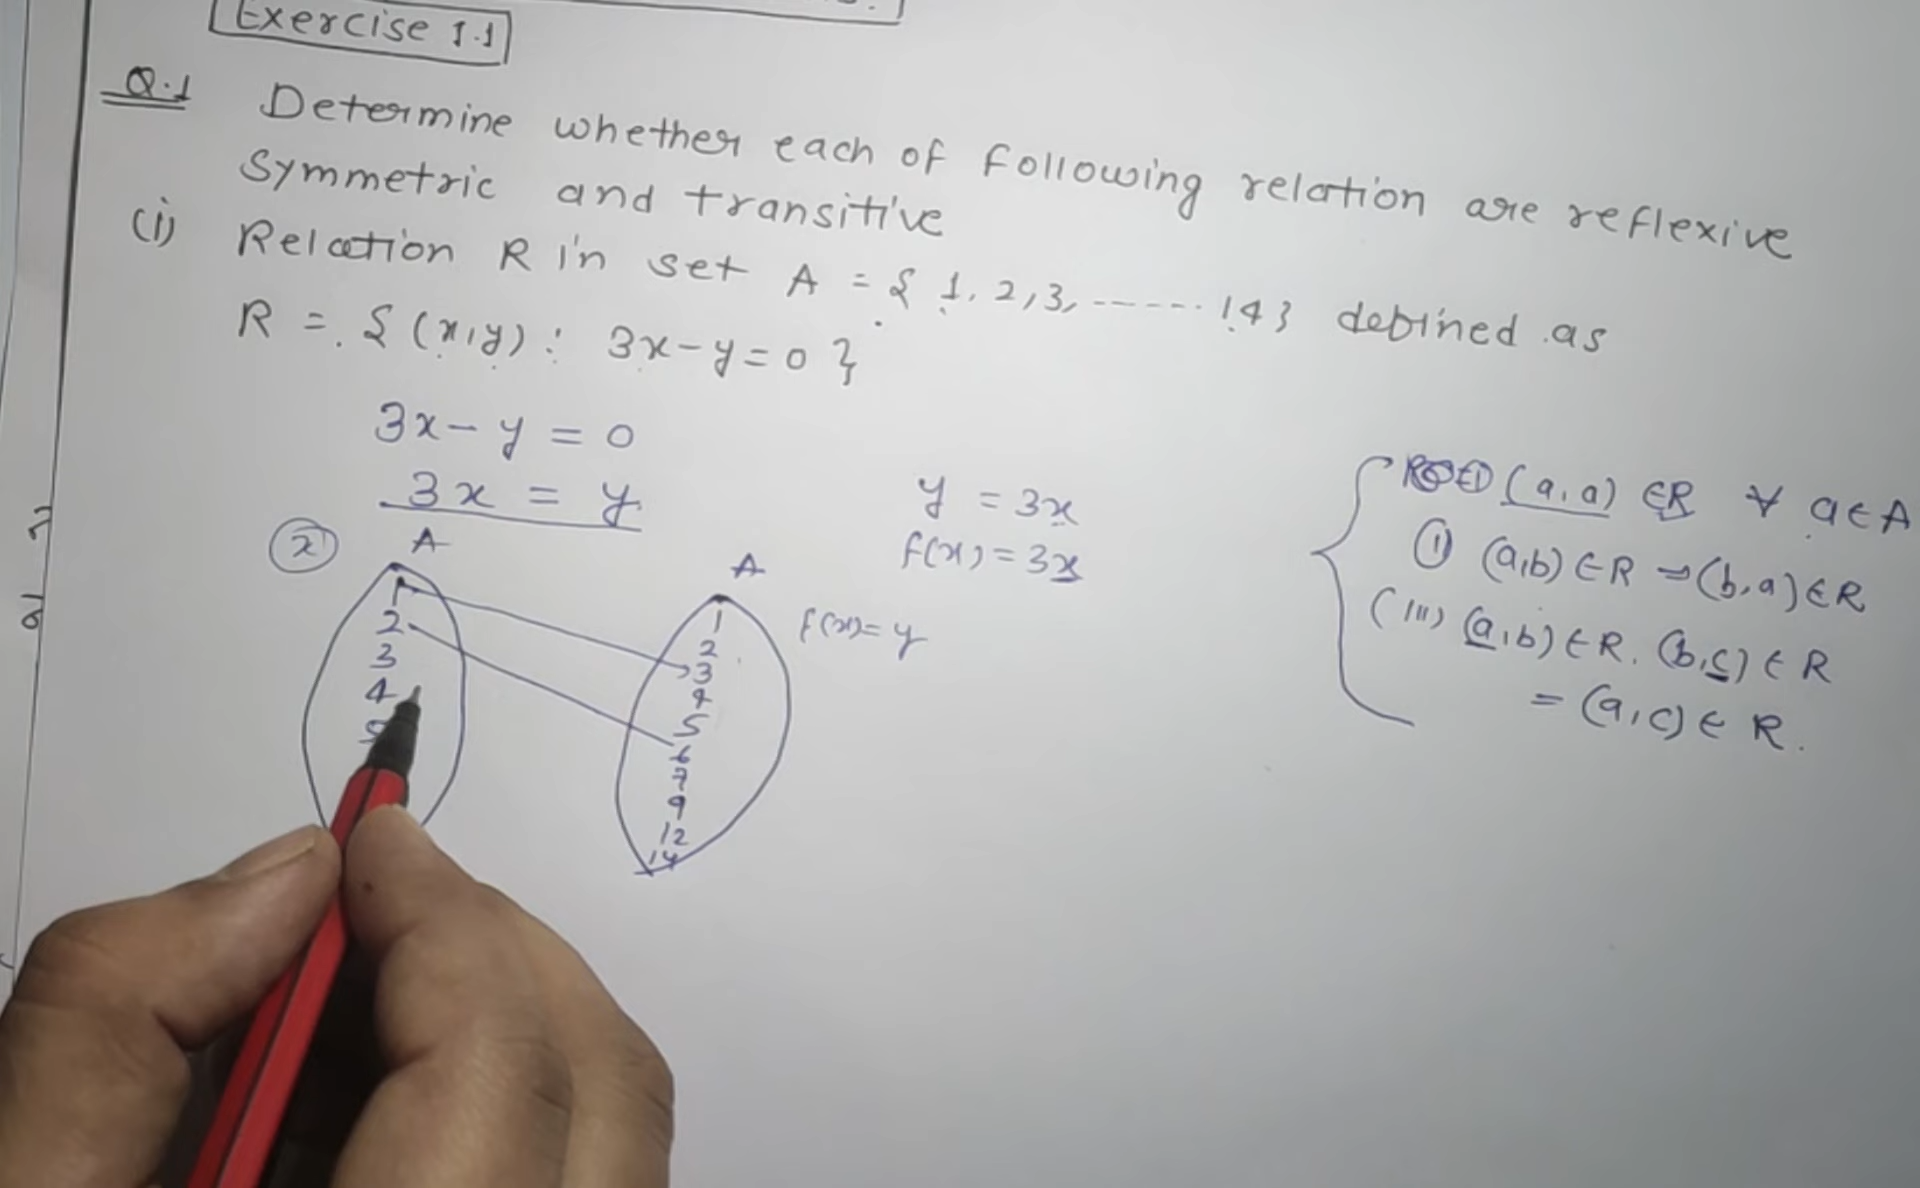 Exercise 1.1
Q.1 Determine whether each of following relation are reflexive
Symmetric and transitive
(i) Relation R in set A = { 1, 2, 3, ------ 14 } defined as
R = { (x, y) : 3x - y = 0 }
3x - y = 0
3x = y
y = 3x
f(x) = 3x
f(x) = y
x
A
1
2
3
4
5
A
1
2
3
4
5
6
7
9
12
14
(a, a) ∈ R ∀ a ∈ A
(i) (a, b) ∈ R → (b, a) ∈ R
(iii) (a, b) ∈ R, (b, c) ∈ R
= (a, c) ∈ R.